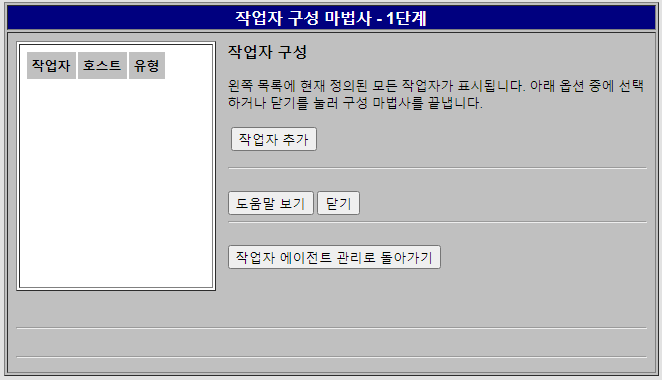 작업자 구성 마법사 - 1단계
작업자 호스트 유형
작업자 구성
왼쪽 목록에 현재 정의된 모든 작업자가 표시됩니다. 아래 옵션 중에 선택
하거나 닫기를 눌러 구성 마법사를 끝냅니다.
작업자 추가
도움말 보기 닫기
작업자 에이전트 관리로 돌아가기